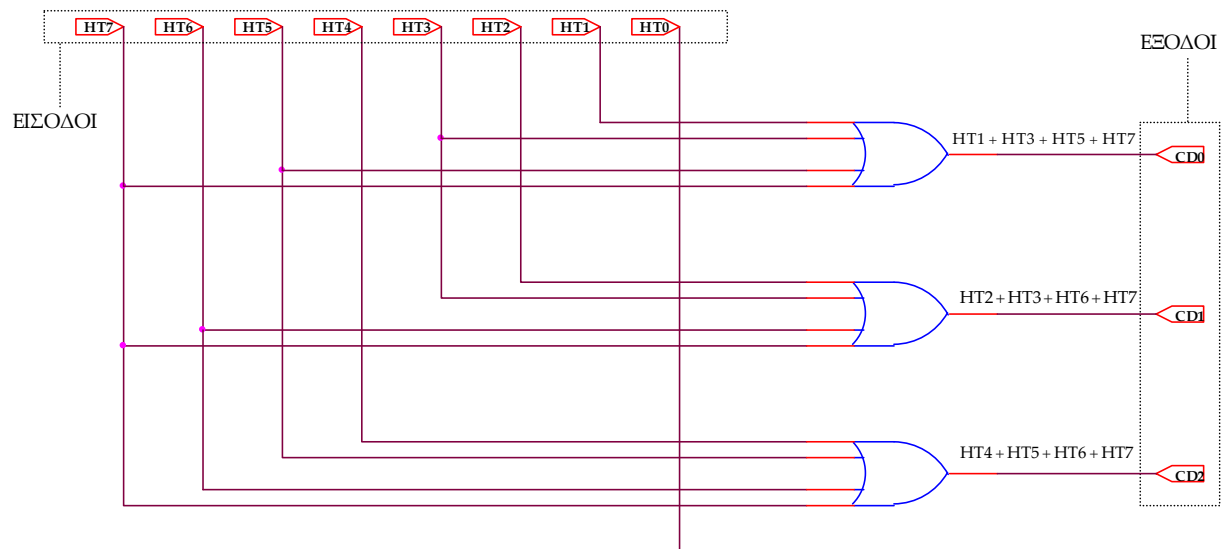 HT7 HT6 HT5 HT4 HT3 HT2 HT1 HT0
ΕΞΟΔΟΙ
ΕΙΣΟΔΟΙ
HT1 + HT3 + HT5 + HT7
CD0
HT2 + HT3 + HT6 + HT7
CD1
HT4 + HT5 + HT6 + HT7
CD2